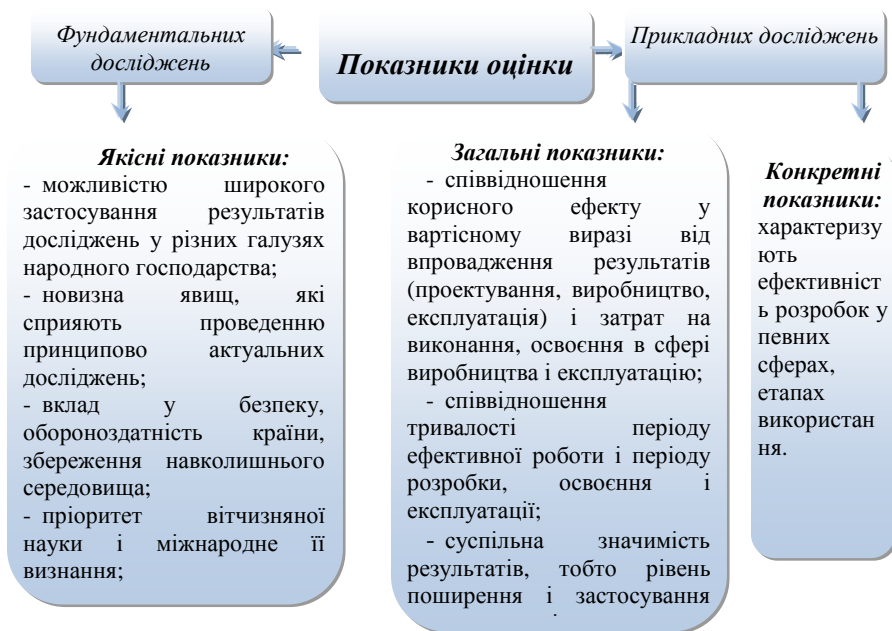 Фундаментальних
досліджень
Показники оцінки
Прикладних досліджень
Якісні показники:
- можливістю широкого
застосування результатів
досліджень у різних галузях
народного господарства;
- новизна явищ, які
сприяють проведенню
принципово актуальних
досліджень;
- вклад у безпеку,
обороноздатність країни,
збереження навколишнього
середовища;
- пріоритет вітчизняної
науки і міжнародне її
визнання;
Загальні показники:
- співвідношення
корисного ефекту у
вартісному виразі від
впровадження результатів
(проектування, виробництво,
експлуатація) і затрат на
виконання, освоєння в сфері
виробництва і експлуатацію;
- співвідношення
тривалості періоду
ефективної роботи і періоду
розробки, освоєння і
експлуатації;
- суспільна значимість
результатів, тобто рівень
поширення і застосування
Конкретні
показники:
характеризу
ють
ефективніст
ь розробок у
певних
сферах,
етапах
використан
ня.